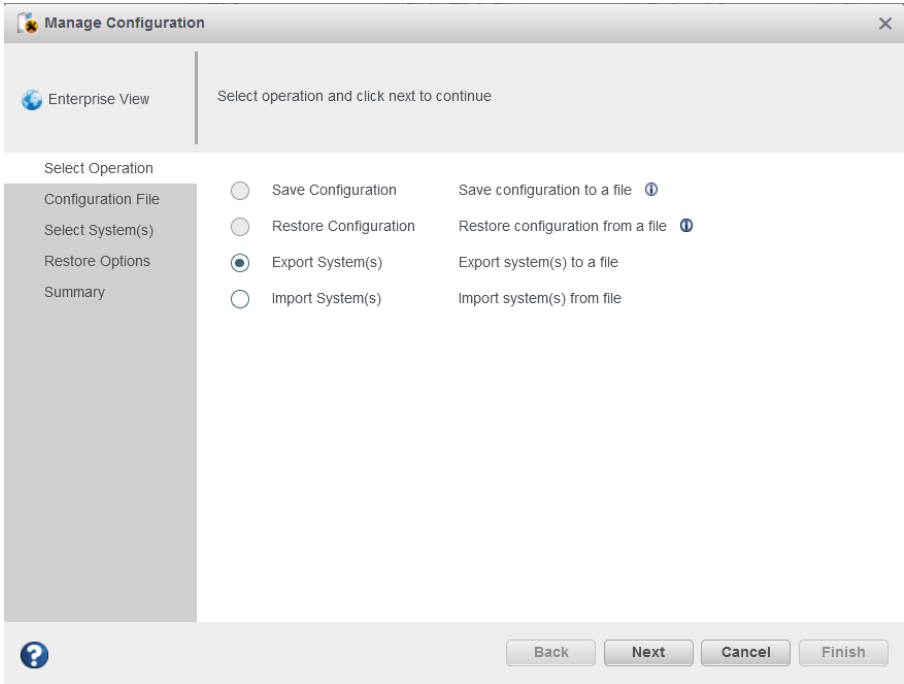 Manage Configuration
Enterprise View
Select operation and click next to continue
Select Operation
Configuration File
Select System(s)
Restore Options
Summary
Save Configuration Save configuration to a file
Restore Configuration Restore configuration from a file
Export System(s) Export system(s) to a file
Import System(s) Import system(s) from file
Back Next Cancel Finish